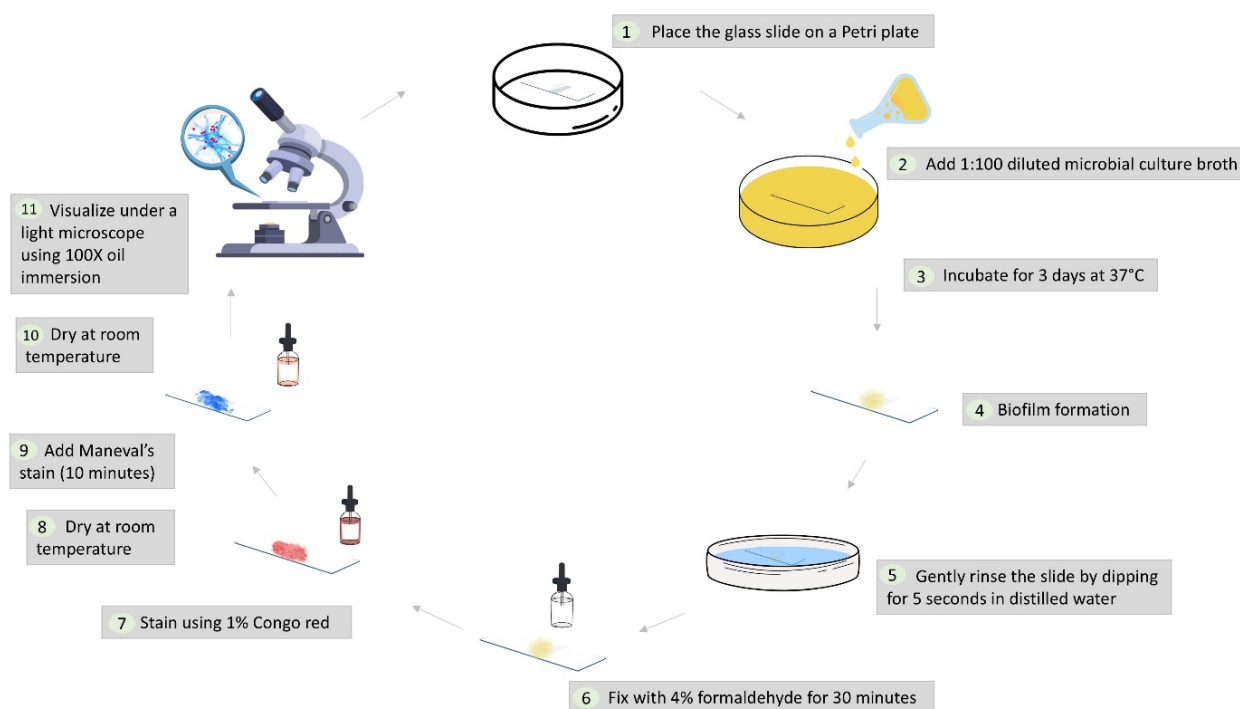 1 Place the glass slide on a Petri plate
2 Add 1:100 diluted microbial culture broth
3 Incubate for 3 days at 37°C
4 Biofilm formation
5 Gently rinse the slide by dipping
for 5 seconds in distilled water
6 Fix with 4% formaldehyde for 30 minutes
7 Stain using 1% Congo red
8 Dry at room
temperature
9 Add Maneval's
stain (10 minutes)
10 Dry at room
temperature
11 Visualize under a
light microscope
using 100X oil
immersion